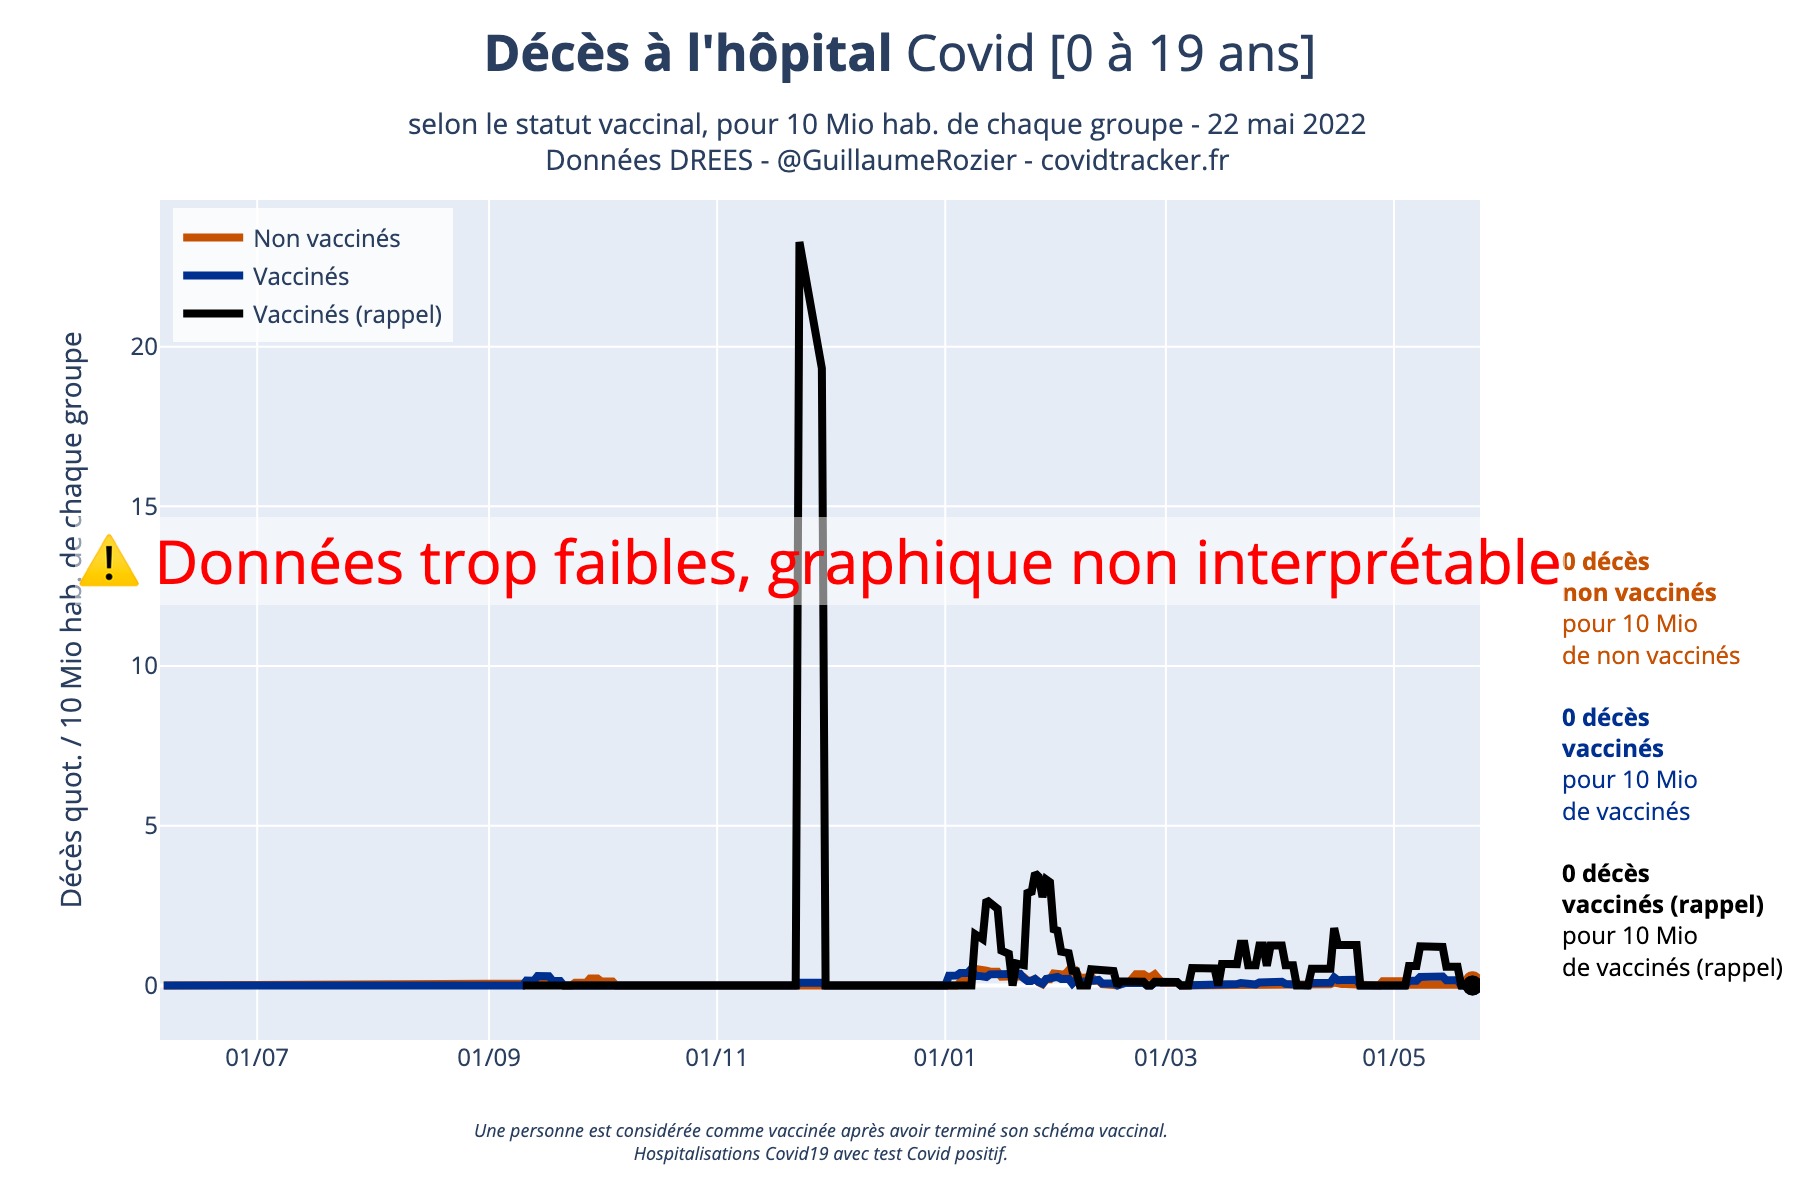 Décès à l'hôpital Covid [0 à 19 ans]
selon le statut vaccinal, pour 10 Mio hab. de chaque groupe - 22 mai 2022
Données DREES - @GuillaumeRozier - covidtracker.fr
Non vaccinés
Vaccinés
Vaccinés (rappel)
Décès quot. / 10 Mio hab. de chaque groupe
20
15
10
5
0
⚠️ Données trop faibles, graphique non interprétable
0 décès
non vaccinés
pour 10 Mio
de non vaccinés
0 décès
vaccinés
pour 10 Mio
de vaccinés
0 décès
vaccinés (rappel)
pour 10 Mio
de vaccinés (rappel)
01/07
01/09
01/11
01/01
01/03
01/05
Une personne est considérée comme vaccinée après avoir terminé son schéma vaccinal.
Hospitalisations Covid19 avec test Covid positif.